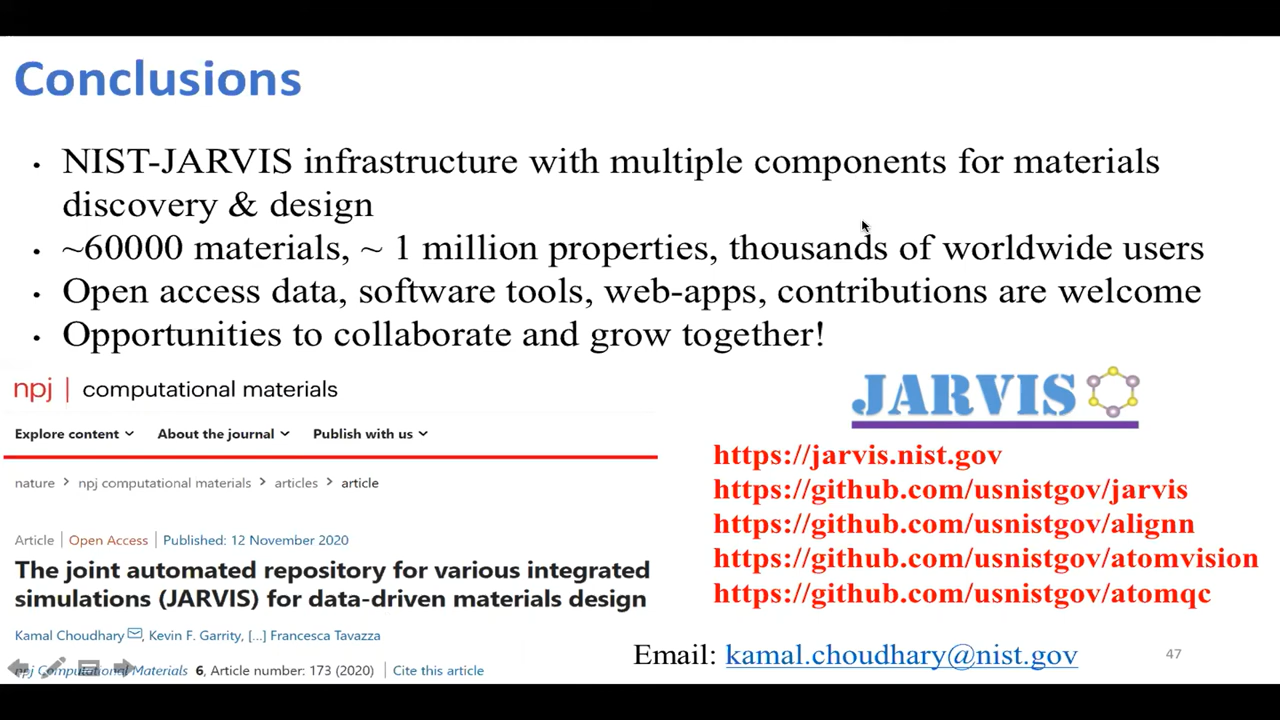 Conclusions
• NIST-JARVIS infrastructure with multiple components for materials
discovery & design
• ~60000 materials, ~ 1 million properties, thousands of worldwide users
• Open access data, software tools, web-apps, contributions are welcome
• Opportunities to collaborate and grow together!
npj | computational materials
Explore content About the journal Publish with us
nature > npj computational materials > articles > article
Article | Open Access | Published: 12 November 2020
The joint automated repository for various integrated
simulations (JARVIS) for data-driven materials design
Kamal Choudhary, Kevin F. Garrity, [...] Francesca Tavazza
npj Computational Materials 6, Article number: 173 (2020) | Cite this article
JARVIS
https://jarvis.nist.gov
https://github.com/usnistgov/jarvis
https://github.com/usnistgov/alignn
https://github.com/usnistgov/atomvision
https://github.com/usnistgov/atomqc
Email: kamal.choudhary@nist.gov
47